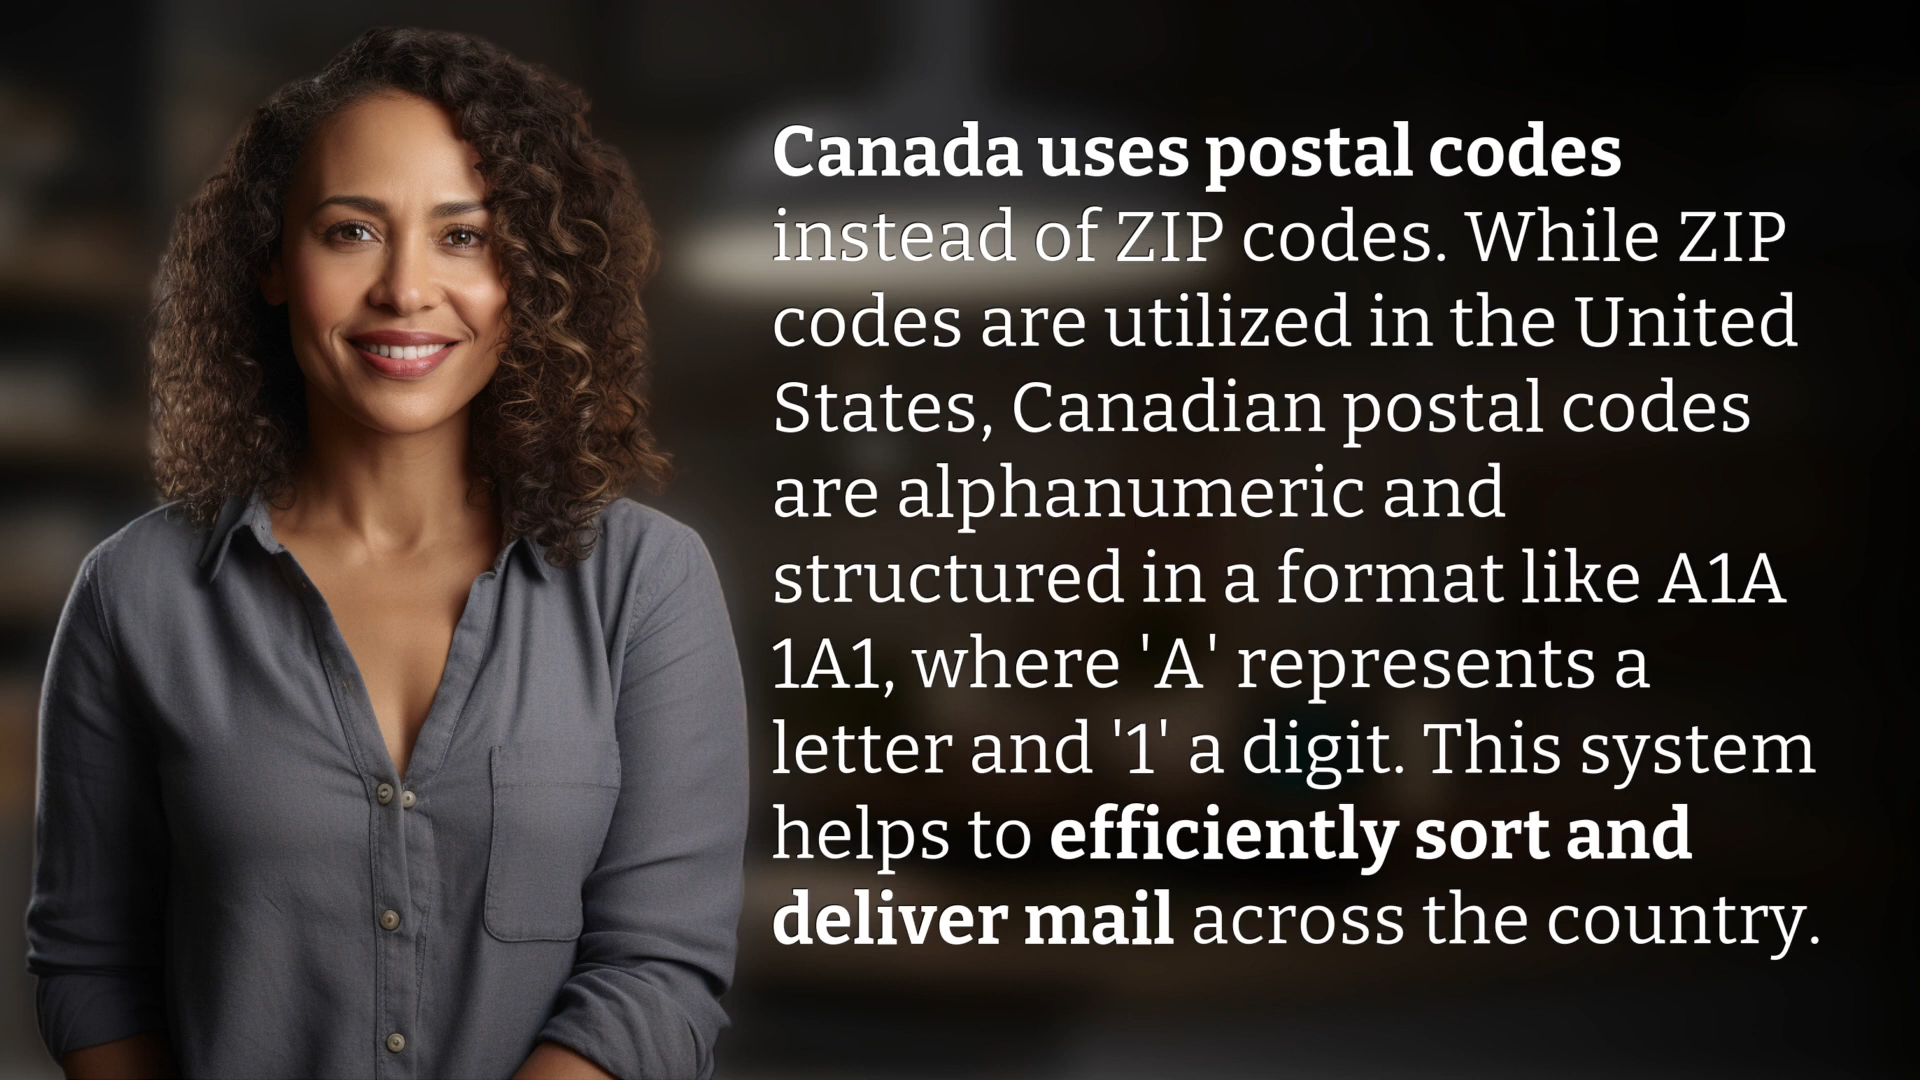 Canada uses postal codes
instead of ZIP codes. While ZIP
codes are utilized in the United
States, Canadian postal codes
are alphanumeric and
structured in a format like A1A
1A1, where 'A' represents a
letter and '1' a digit. This system
helps to efficiently sort and
deliver mail across the country.